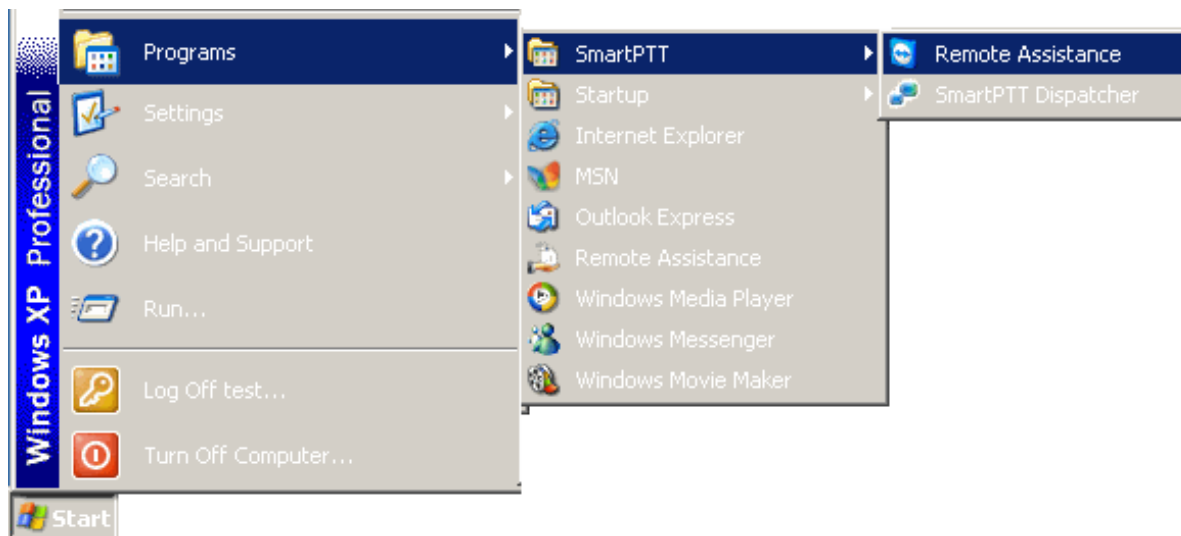 Windows XP Professional
Programs
Settings
Search
Help and Support
Run...
Log Off test...
Turn Off Computer...
Start
SmartPTT
Startup
Internet Explorer
MSN
Outlook Express
Remote Assistance
Windows Media Player
Windows Messenger
Windows Movie Maker
Remote Assistance
SmartPTT Dispatcher